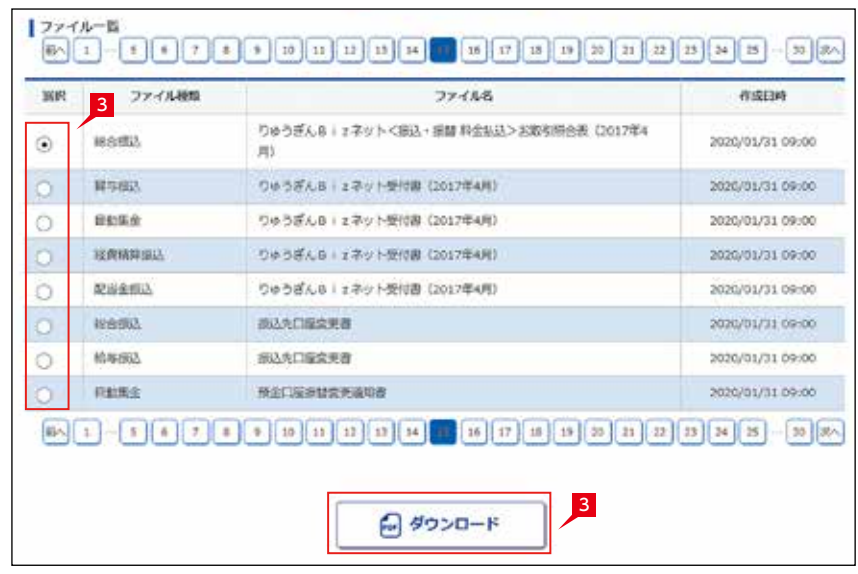 ファイル一覧
前へ 1 … 5 6 7 8 9 10 11 12 13 14 15 16 17 18 19 20 21 22 23 24 25 … 30 次へ
選択 ファイル種類 ファイル名 作成日時
3
総合振込 りゅうぎんBizネット<振込・振替 料金払込>お取引照合表(2017年4
月) 2020/01/31 09:00
賞与振込 りゅうぎんBizネット受付書(2017年4月) 2020/01/31 09:00
自動集金 りゅうぎんBizネット受付書(2017年4月) 2020/01/31 09:00
経費精算振込 りゅうぎんBizネット受付書(2017年4月) 2020/01/31 09:00
配当金振込 りゅうぎんBizネット受付書(2017年4月) 2020/01/31 09:00
総合振込 振込先口座変更書 2020/01/31 09:00
給与振込 振込先口座変更書 2020/01/31 09:00
自動集金 預金口座振替変更通知書 2020/01/31 09:00
前へ 1 … 5 6 7 8 9 10 11 12 13 14 15 16 17 18 19 20 21 22 23 24 25 … 30 次へ
PDF ダウンロード
3